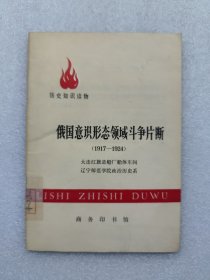 历史知识读物
俄国意识形态领域斗争片断
(1917—1924)
大连红旗造船厂船体车间
辽宁师范学院政治历史系
LISHI ZHISHI DUWU
商务印书馆